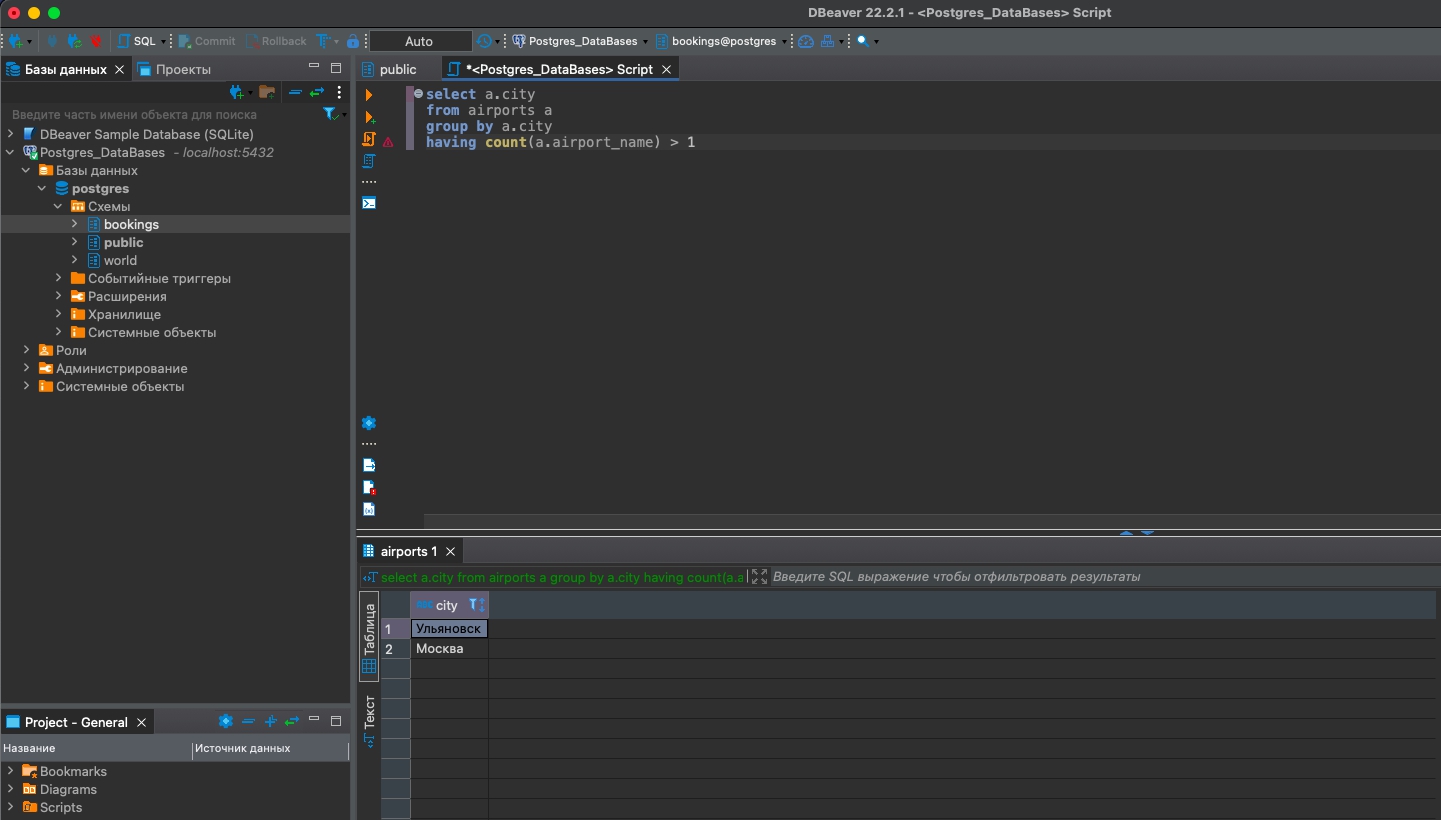 DBeaver 22.2.1 - <Postgres_DataBases> Script
SQL Commit Rollback Auto Postgres_DataBases bookings@postgres
Базы данных Проекты
Введите часть имени объекта для поиска
DBeaver Sample Database (SQLite)
Postgres_DataBases - localhost:5432
Базы данных
postgres
Схемы
bookings
public
world
Событийные триггеры
Расширения
Хранилище
Системные объекты
Роли
Администрирование
Системные объекты
Project - General
Название Источник данных
Bookmarks
Diagrams
Scripts
public *<Postgres_DataBases> Script
select a.city
from airports a
group by a.city
having count(a.airport_name) > 1
airports 1
select a.city from airports a group by a.city having count(a.a Введите SQL выражение чтобы отфильтровать результаты
Таблица
Текст
city
1 Ульяновск
2 Москва